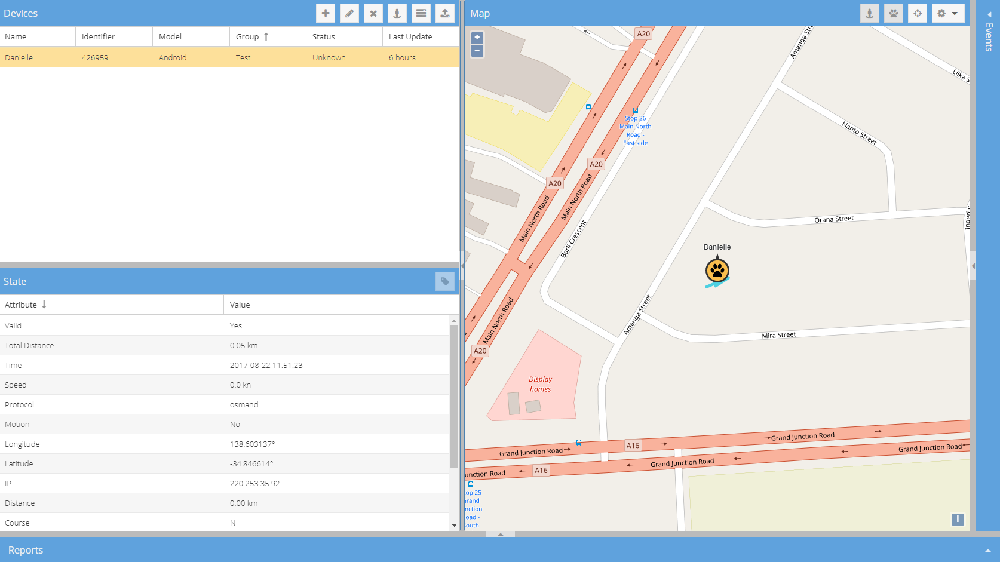 Devices
Name Identifier Model Group Status Last Update
Danielle 426959 Android Test Unknown 6 hours
State
Attribute Value
Valid Yes
Total Distance 0.05 km
Time 2017-08-22 11:51:23
Speed 0.0 kn
Protocol osmand
Motion No
Longitude 138.603137°
Latitude -34.846614°
IP 220.253.35.92
Distance 0.00 km
Course N
Map
+
−
A20
Amanga Str
Lilka S
Stop 26
Main North
Road -
East side
Nanto Street
A20
A20
Main North Road
Main North Road
Orana Street
Inderi S
Barli Crescent
Danielle
Amanga Street
Main North Road
Mira Street
A20
Display
homes
Grand Junction Road
A16
Grand Junction Road
Grand Junction Road
Grand Junction Road
unction Road
A16
op 25
Grand
nction
oad -
outh
i
Events
Reports